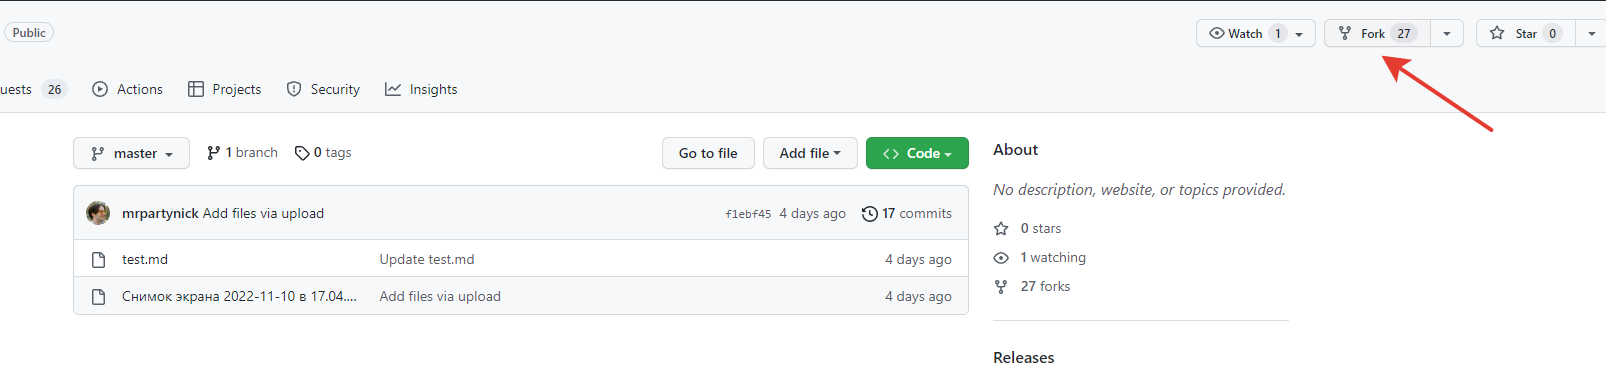 Public
Watch 1
Fork 27
Star 0
uests 26
Actions
Projects
Security
Insights
master
1 branch
0 tags
Go to file
Add file
Code
About
No description, website, or topics provided.
mrpartynick Add files via upload
f1ebf45 4 days ago
17 commits
0 stars
test.md Update test.md 4 days ago
1 watching
Снимок экрана 2022-11-10 в 17.04.... Add files via upload 4 days ago
27 forks
Releases